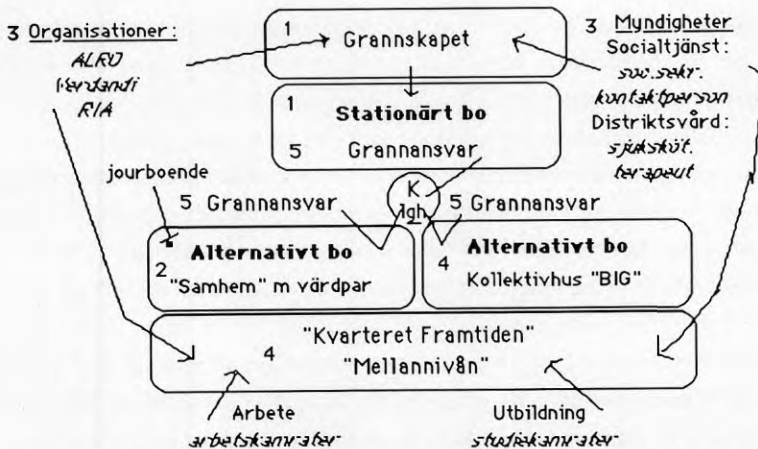 3 Organisationer:
ALRO
Verdandi
RIA
1
Grannskapet
3 Myndigheter
Socialtjänst:
soc.sekr.
kontaktperson
Distriktsvård:
sjuksköt.
terapeut
1
Stationärt bo
5 Grannansvar
K
lgh
jourboende
5 Grannansvar
5 Grannansvar
Alternativt bo
2
"Samhem" m värdpar
Alternativt bo
4
Kollektivhus "BIG"
"Kvarteret Framtiden"
4
"Mellannivån"
Arbete
arbetskamrater
Utbildning
studiekamrater